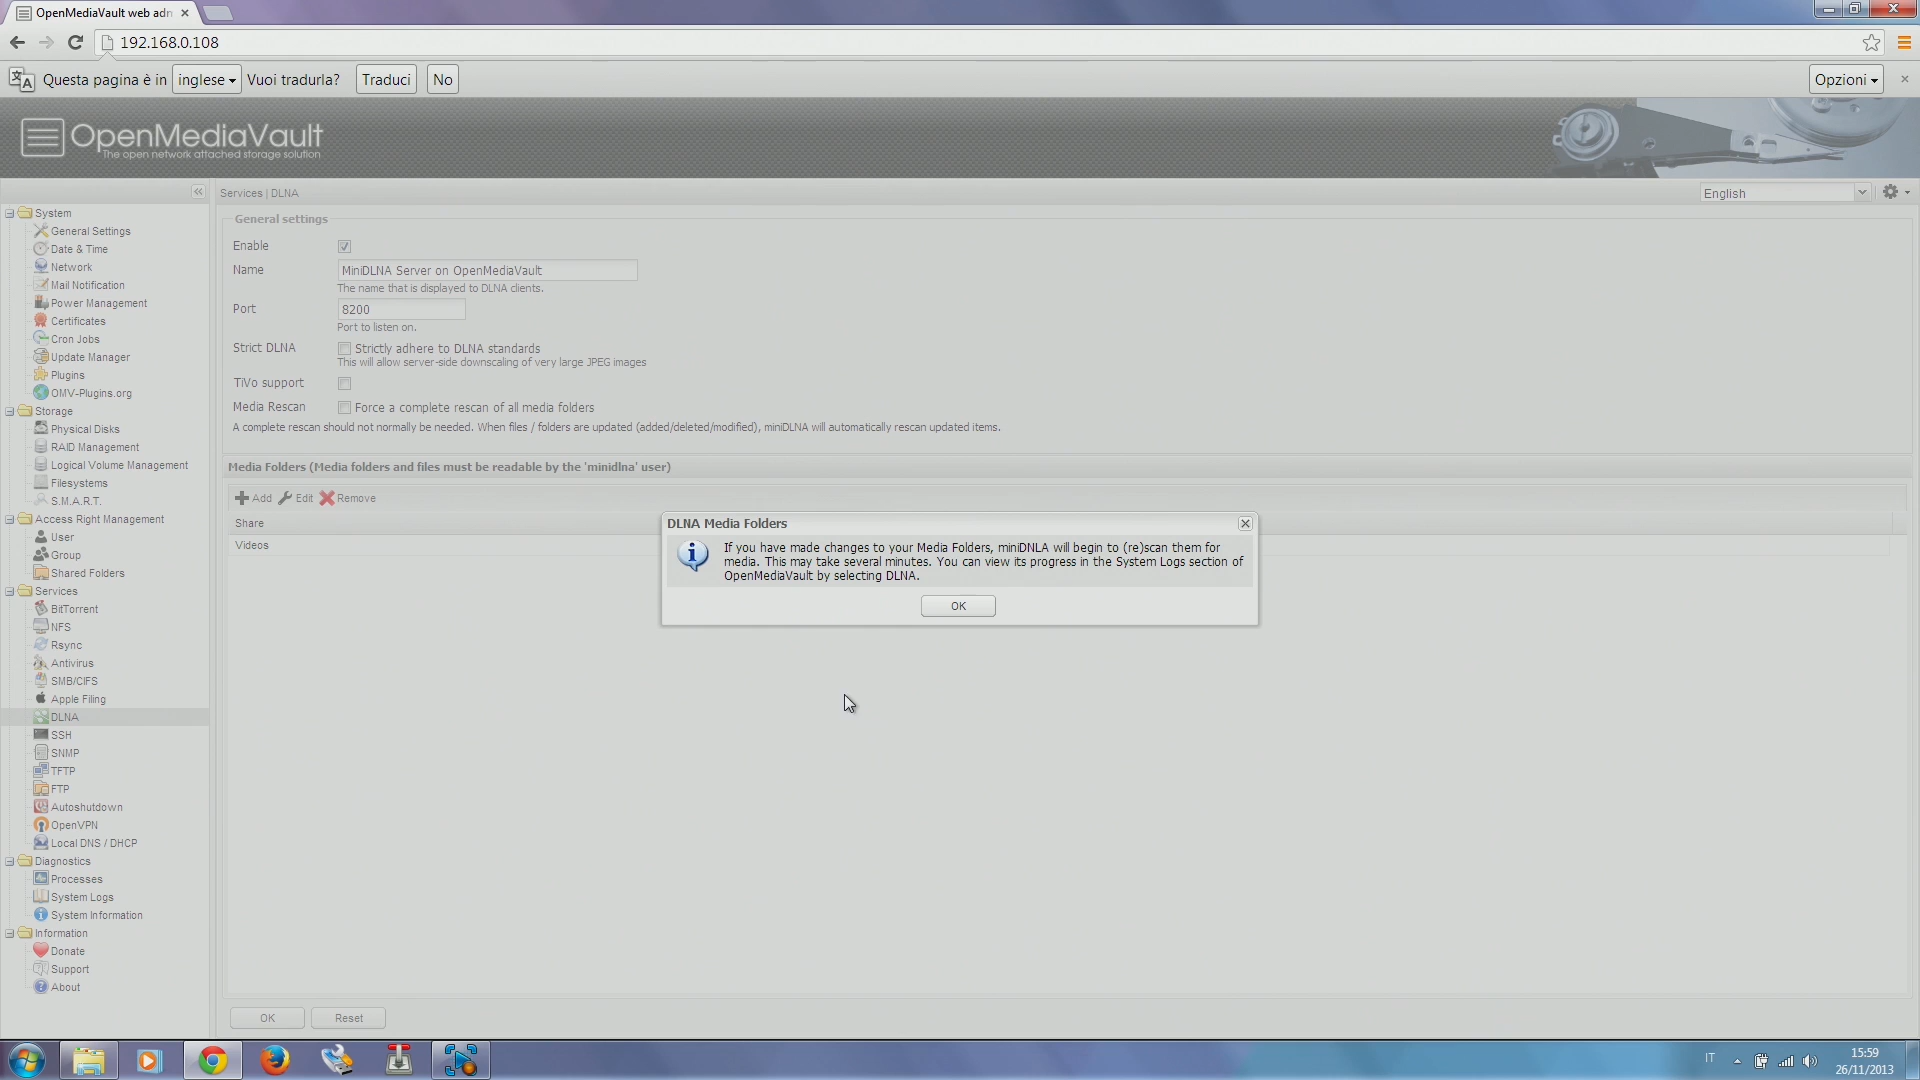 OpenMediaVault web adn
192.168.0.108
Questa pagina è in inglese Vuoi tradurla? Traduci No Opzioni
OpenMediaVault
The open network attached storage solution
Services | DLNA
English
System
General Settings
Date & Time
Network
Mail Notification
Power Management
Certificates
Cron Jobs
Update Manager
Plugins
OMV-Plugins.org
Storage
Physical Disks
RAID Management
Logical Volume Management
Filesystems
S.M.A.R.T.
Access Right Management
User
Group
Shared Folders
Services
BitTorrent
NFS
Rsync
Antivirus
SMB/CIFS
Apple Filing
DLNA
SSH
SNMP
TFTP
FTP
Autoshutdown
OpenVPN
Local DNS / DHCP
Diagnostics
Processes
System Logs
System Information
Information
Donate
Support
About
General settings
Enable
Name MiniDLNA Server on OpenMediaVault
The name that is displayed to DLNA clients.
Port 8200
Port to listen on.
Strict DLNA Strictly adhere to DLNA standards
This will allow server-side downscaling of very large JPEG images
TiVo support
Media Rescan Force a complete rescan of all media folders
A complete rescan should not normally be needed. When files / folders are updated (added/deleted/modified), miniDLNA will automatically rescan updated items.
Media Folders (Media folders and files must be readable by the 'minidlna' user)
Add Edit Remove
Share
Videos
DLNA Media Folders
If you have made changes to your Media Folders, miniDNLA will begin to (re)scan them for
media. This may take several minutes. You can view its progress in the System Logs section of
OpenMediaVault by selecting DLNA.
OK
OK Reset
IT
15:59
26/11/2013